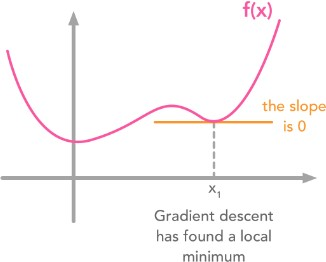 f(x)
the slope
is 0
x₁
Gradient descent
has found a local
minimum